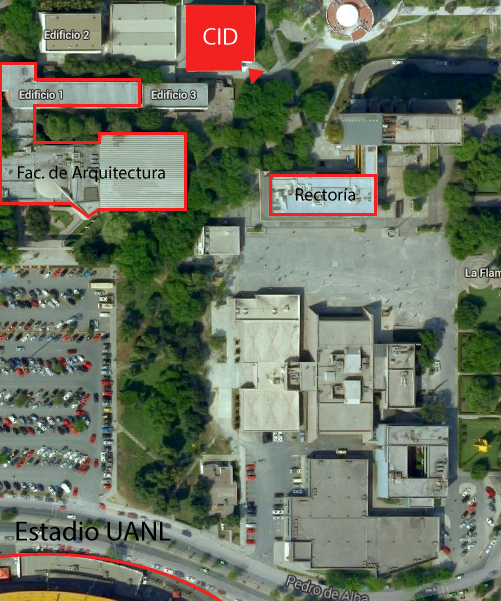 Edificio 2
CID
Edificio 1
Edificio 3
Fac. de Arquitectura
Rectoría
La Flam
Estadio UANL
Pedro de Alba